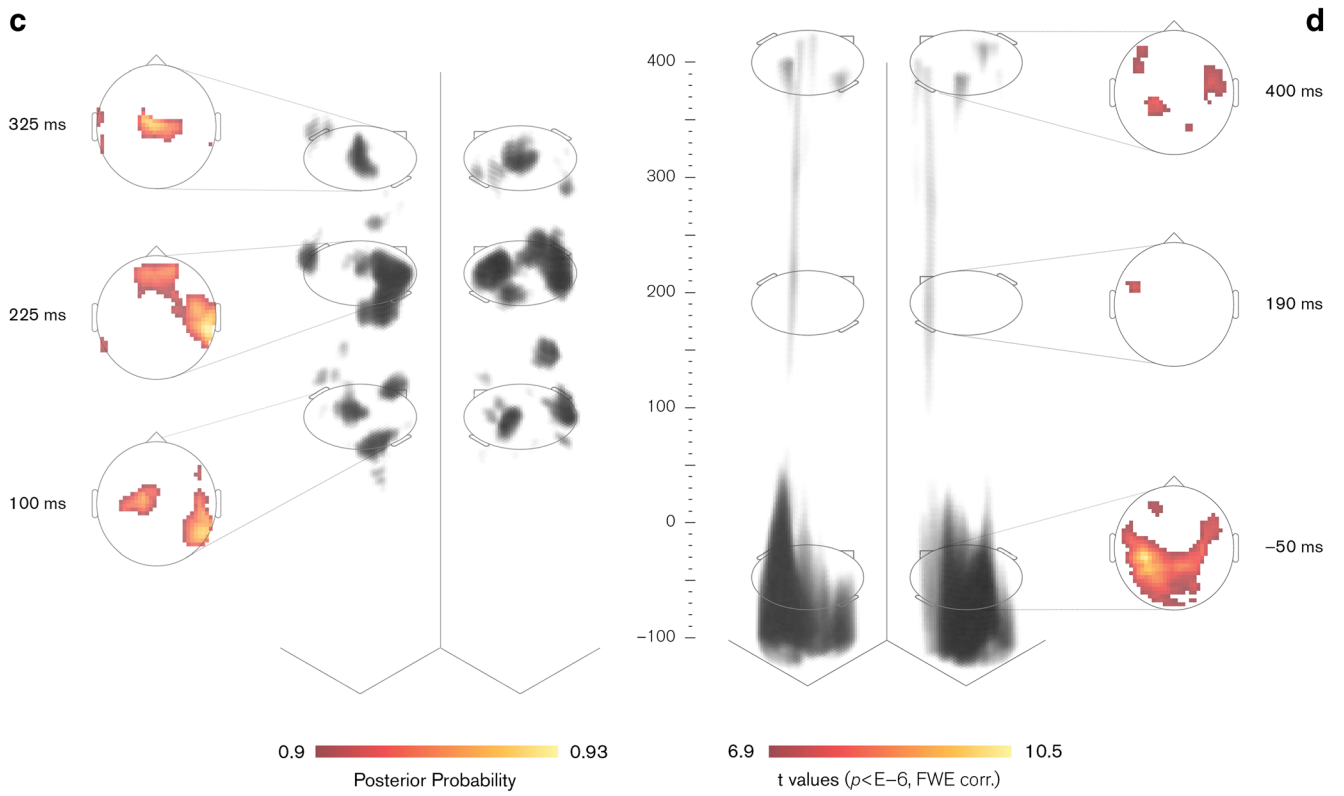 c
d
325 ms
225 ms
100 ms
400
300
200
100
0
−100
400 ms
190 ms
−50 ms
0.9
0.93
Posterior Probability
6.9
10.5
t values (p<E−6, FWE corr.)